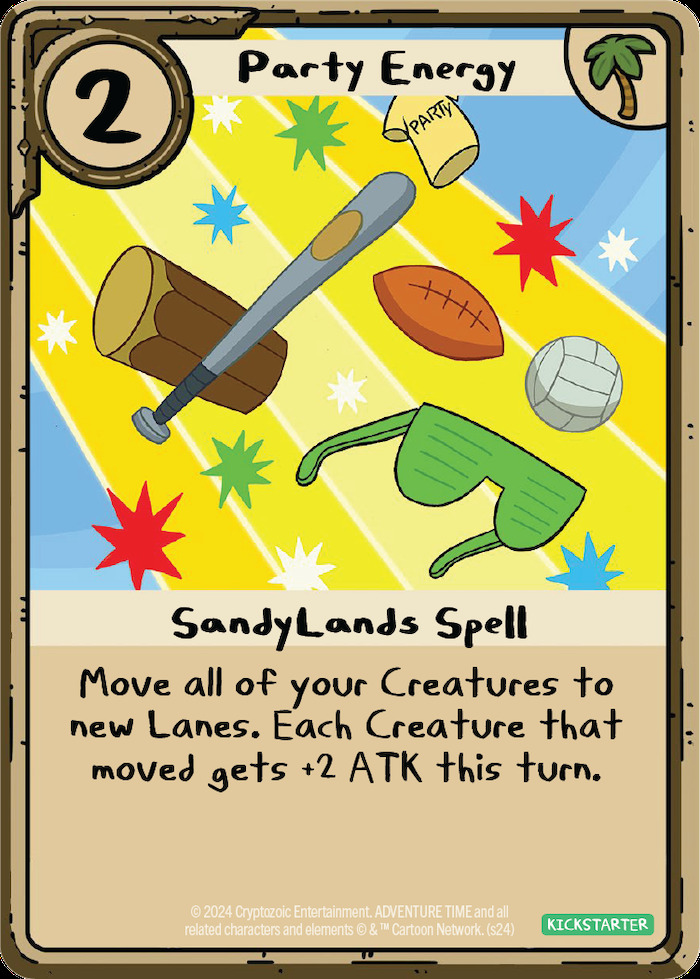 2
Party Energy
PARTY
SandyLands Spell
Move all of your Creatures to
new Lanes. Each Creature that
moved gets +2 ATK this turn.
© 2024 Cryptozoic Entertainment. ADVENTURE TIME and all
related characters and elements © & ™ Cartoon Network. (s24)
KICKSTARTER